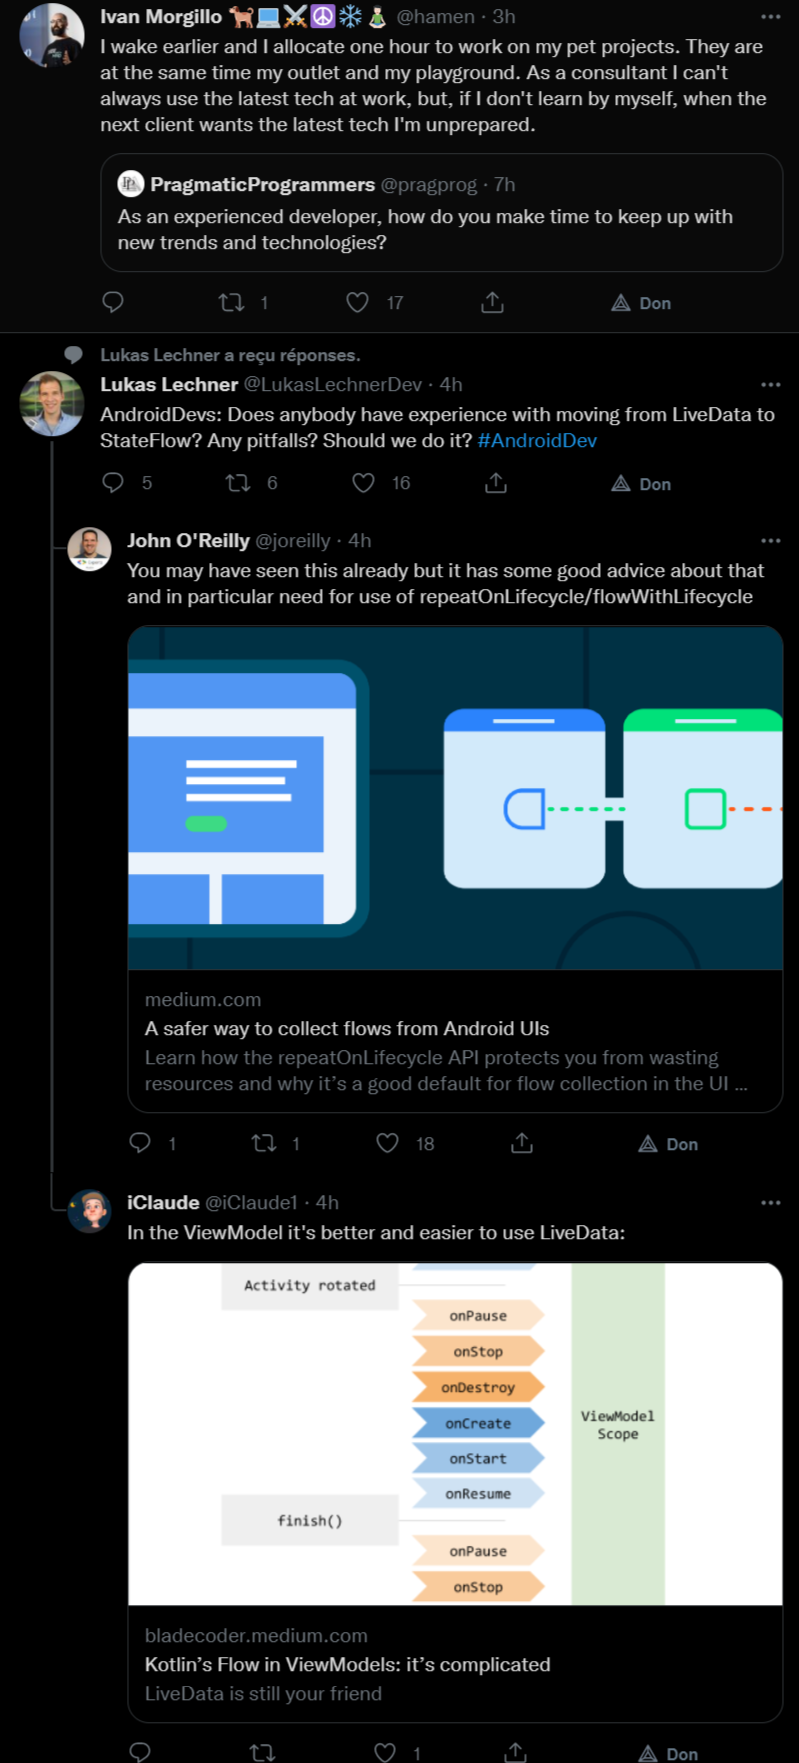 Ivan Morgillo 🐕💻⚔️☮️❄️🧘 @hamen · 3h
I wake earlier and I allocate one hour to work on my pet projects. They are
at the same time my outlet and my playground. As a consultant I can't
always use the latest tech at work, but, if I don't learn by myself, when the
next client wants the latest tech I'm unprepared.
PragmaticProgrammers @pragprog · 7h
As an experienced developer, how do you make time to keep up with
new trends and technologies?
1 17 Don
Lukas Lechner a reçu réponses.
Lukas Lechner @LukasLechnerDev · 4h
AndroidDevs: Does anybody have experience with moving from LiveData to
StateFlow? Any pitfalls? Should we do it? #AndroidDev
5 6 16 Don
John O'Reilly @joreilly · 4h
You may have seen this already but it has some good advice about that
and in particular need for use of repeatOnLifecycle/flowWithLifecycle
medium.com
A safer way to collect flows from Android UIs
Learn how the repeatOnLifecycle API protects you from wasting
resources and why it's a good default for flow collection in the UI ...
1 1 18 Don
iClaude @iClaude1 · 4h
In the ViewModel it's better and easier to use LiveData:
Activity rotated
onPause
onStop
onDestroy
onCreate
onStart
onResume
ViewModel
Scope
finish()
onPause
onStop
bladecoder.medium.com
Kotlin's Flow in ViewModels: it's complicated
LiveData is still your friend
1 Don